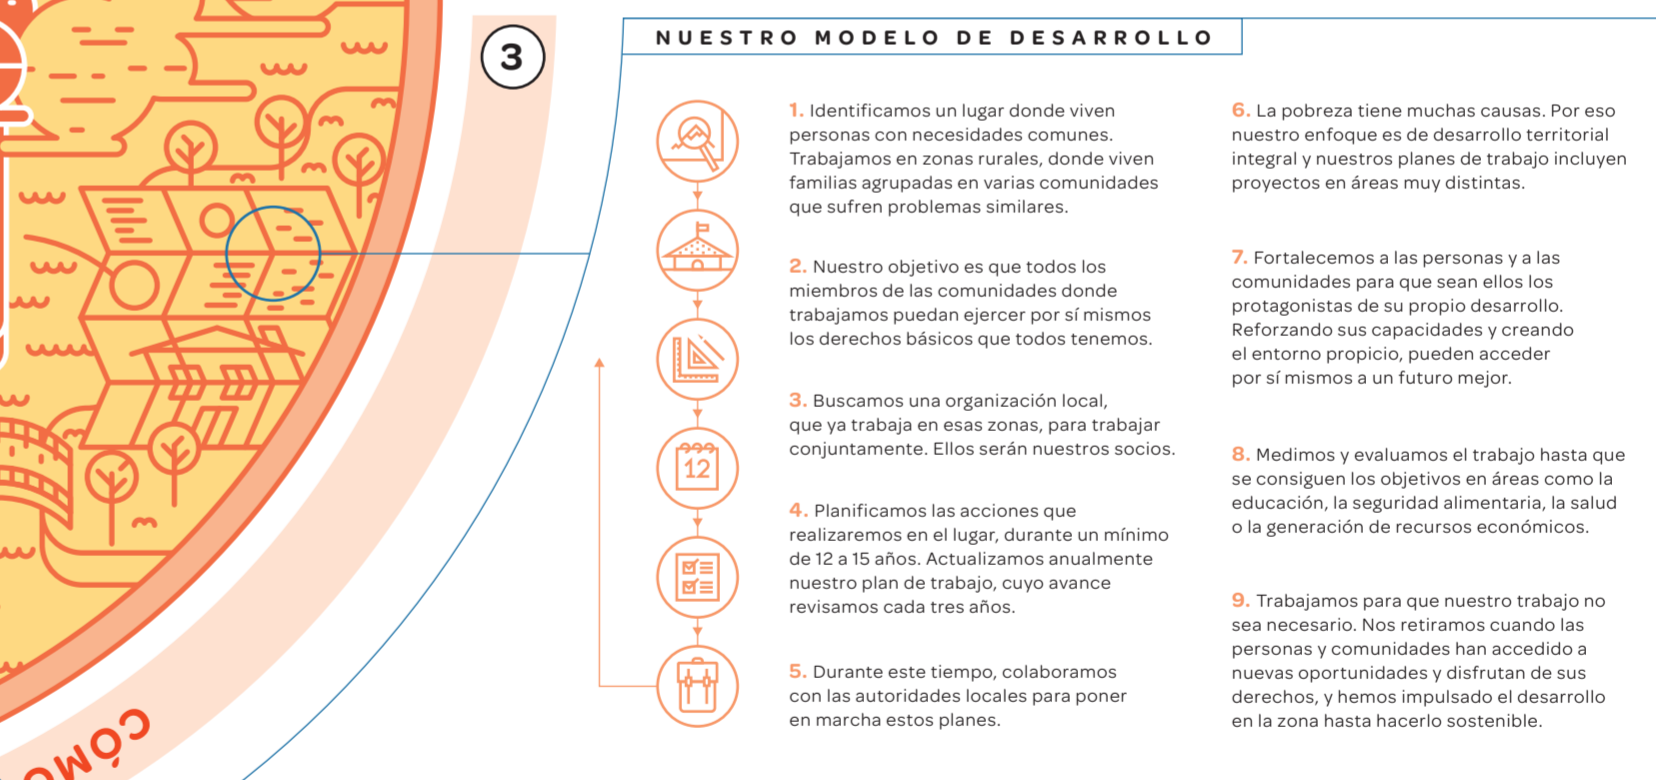 3
NUESTRO MODELO DE DESARROLLO
12
1. Identificamos un lugar donde viven
personas con necesidades comunes.
Trabajamos en zonas rurales, donde viven
familias agrupadas en varias comunidades
que sufren problemas similares.
2. Nuestro objetivo es que todos los
miembros de las comunidades donde
trabajamos puedan ejercer por sí mismos
los derechos básicos que todos tenemos.
3. Buscamos una organización local,
que ya trabaja en esas zonas, para trabajar
conjuntamente. Ellos serán nuestros socios.
4. Planificamos las acciones que
realizaremos en el lugar, durante un mínimo
de 12 a 15 años. Actualizamos anualmente
nuestro plan de trabajo, cuyo avance
revisamos cada tres años.
5. Durante este tiempo, colaboramos
con las autoridades locales para poner
en marcha estos planes.
6. La pobreza tiene muchas causas. Por eso
nuestro enfoque es de desarrollo territorial
integral y nuestros planes de trabajo incluyen
proyectos en áreas muy distintas.
7. Fortalecemos a las personas y a las
comunidades para que sean ellos los
protagonistas de su propio desarrollo.
Reforzando sus capacidades y creando
el entorno propicio, pueden acceder
por sí mismos a un futuro mejor.
8. Medimos y evaluamos el trabajo hasta que
se consiguen los objetivos en áreas como la
educación, la seguridad alimentaria, la salud
o la generación de recursos económicos.
9. Trabajamos para que nuestro trabajo no
sea necesario. Nos retiramos cuando las
personas y comunidades han accedido a
nuevas oportunidades y disfrutan de sus
derechos, y hemos impulsado el desarrollo
en la zona hasta hacerlo sostenible.
CÓMO